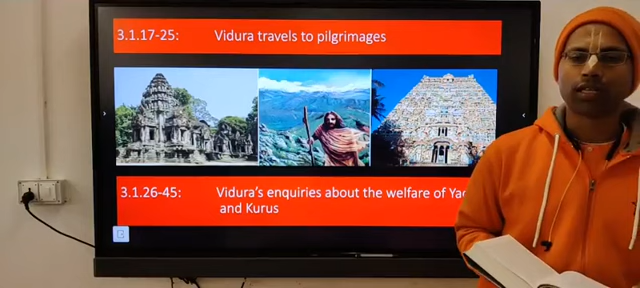 3.1.17-25: Vidura travels to pilgrimages
3.1.26-45: Vidura's enquiries about the welfare of
and Kurus